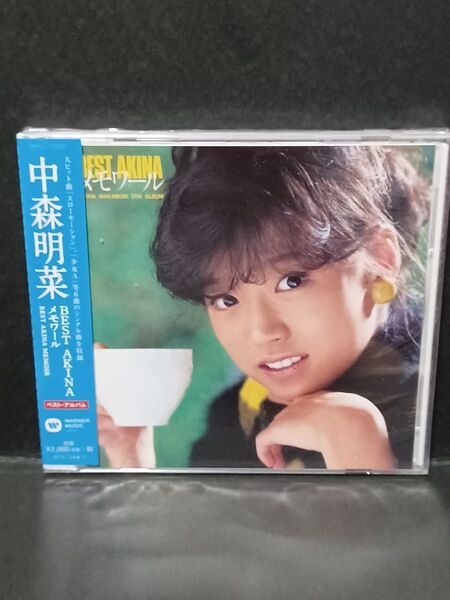 中森明菜
大ヒット曲「スローモーション」、「少女A」等6曲のシングル曲を収録
BEST AKINA
メモワール
BEST AKINA MEMOIR
ベスト・アルバム
WARNER MUSIC
BEST AKINA
メモワール
AKINA NAKAMORI 5TH ALBUM